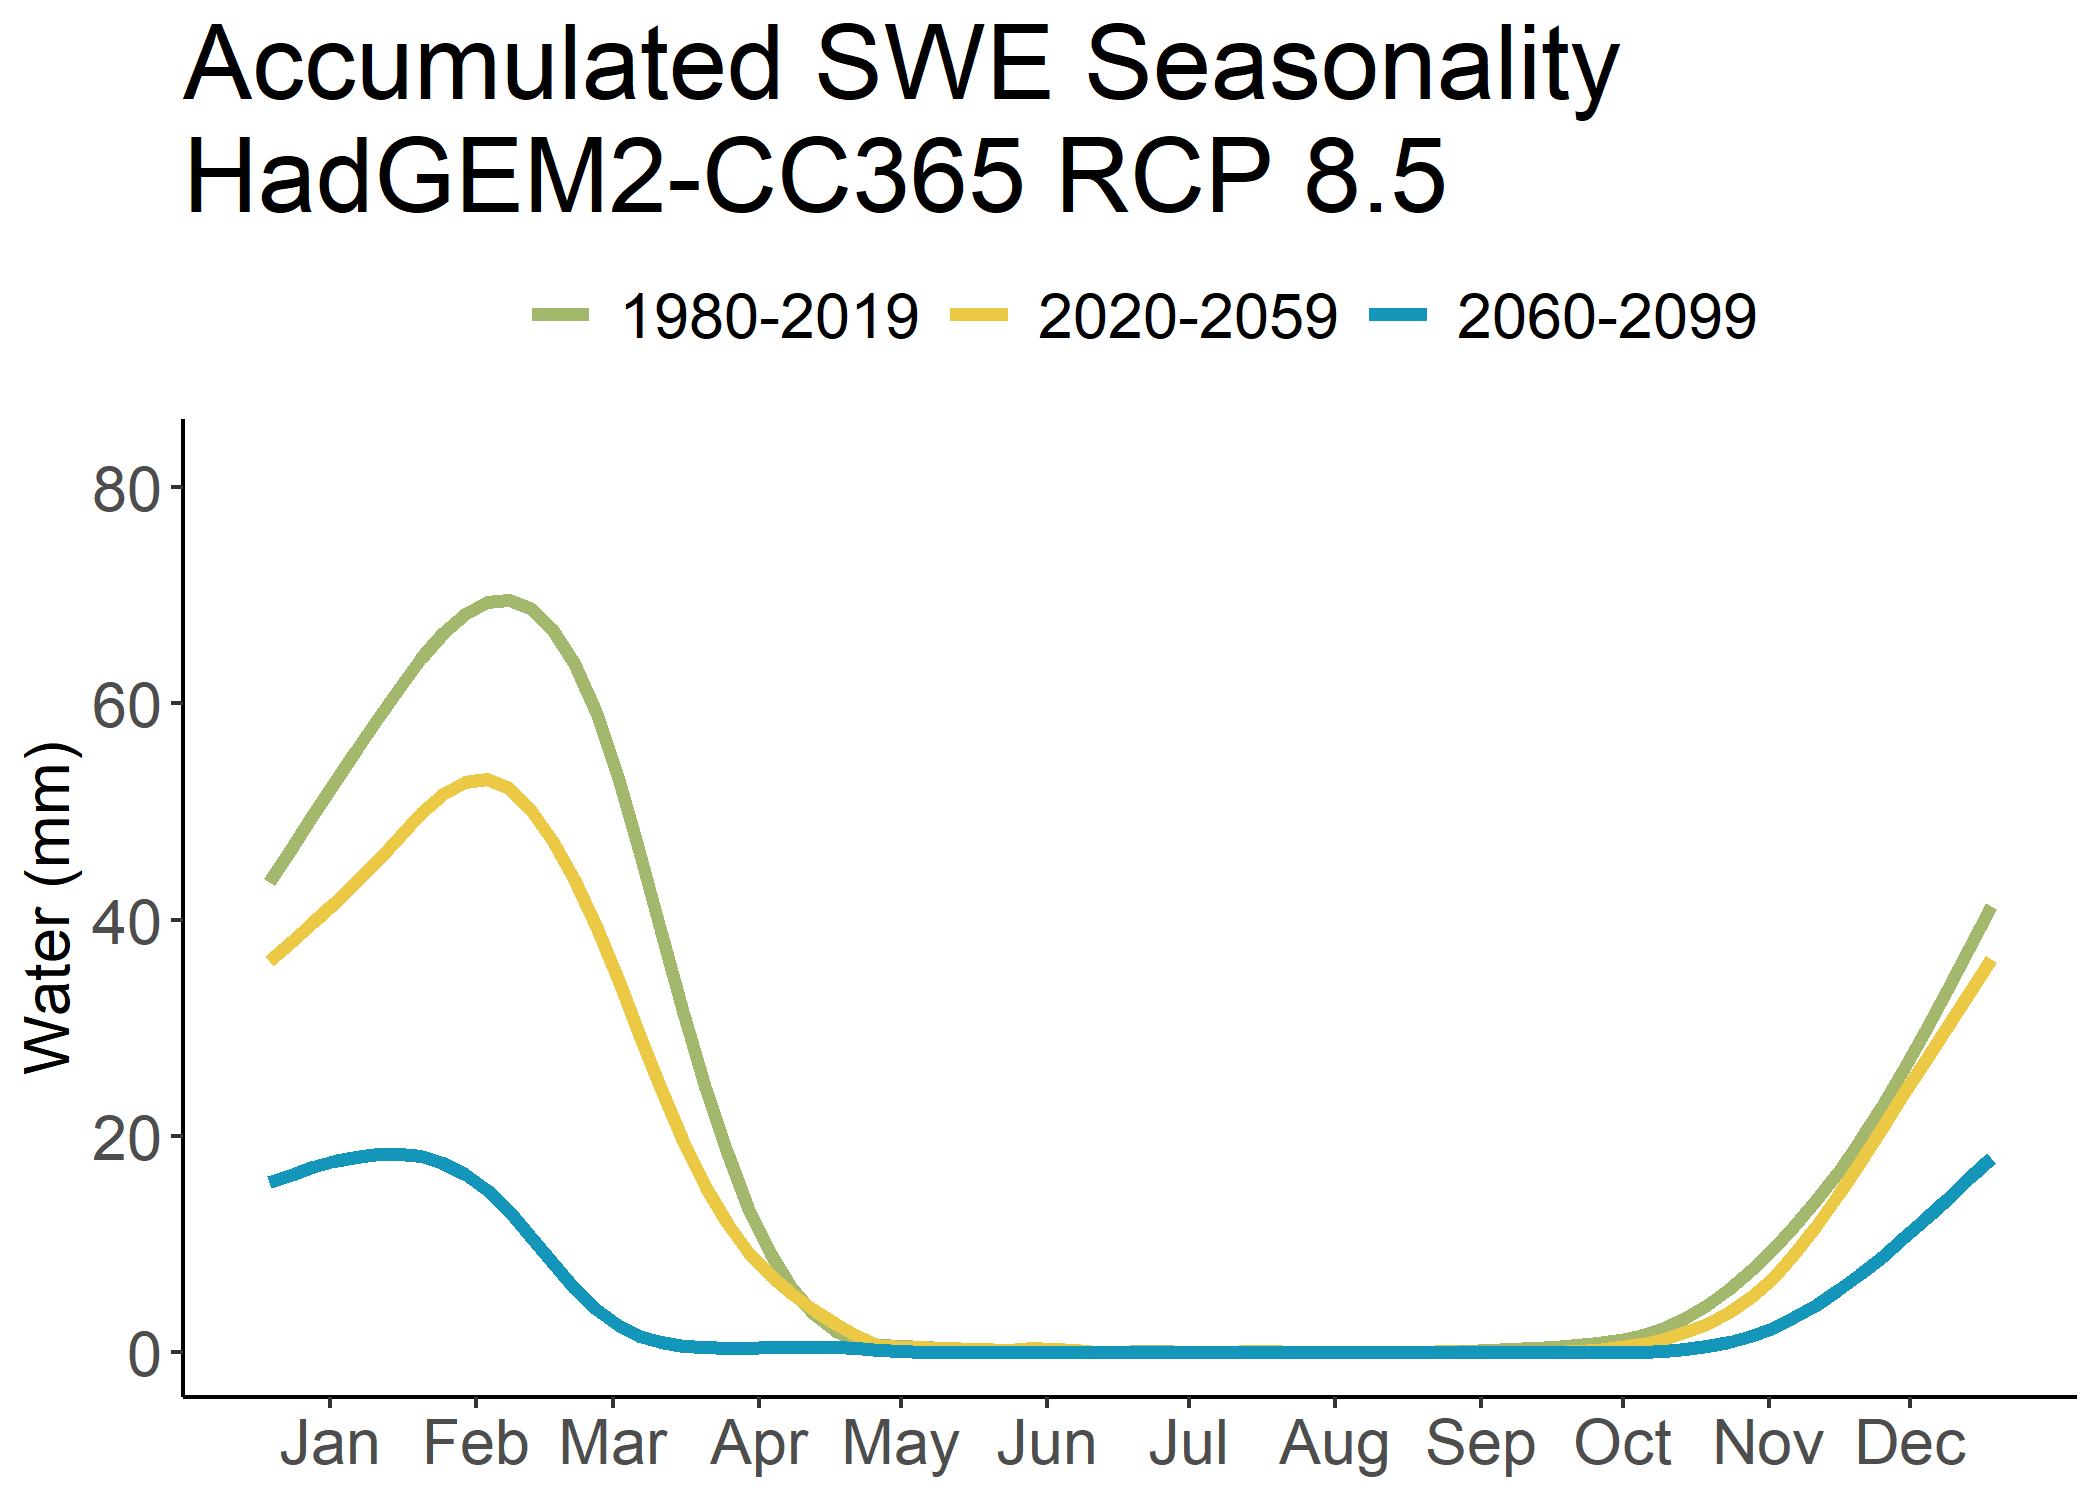 Accumulated SWE Seasonality
HadGEM2-CC365 RCP 8.5
1980-2019 2020-2059 2060-2099
80
60
40
20
0
Water (mm)
Jan Feb Mar Apr May Jun Jul Aug Sep Oct Nov Dec